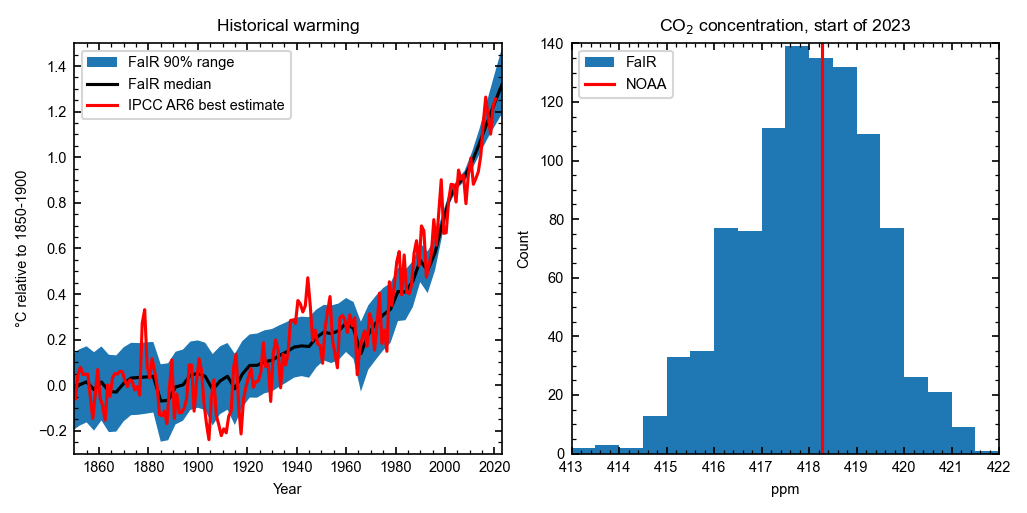 Historical warming
FaIR 90% range
FaIR median
IPCC AR6 best estimate
°C relative to 1850-1900
1.4
1.2
1.0
0.8
0.6
0.4
0.2
0.0
−0.2
1860 1880 1900 1920 1940 1960 1980 2000 2020
Year
CO₂ concentration, start of 2023
FaIR
NOAA
Count
140
120
100
80
60
40
20
0
413 414 415 416 417 418 419 420 421 422
ppm